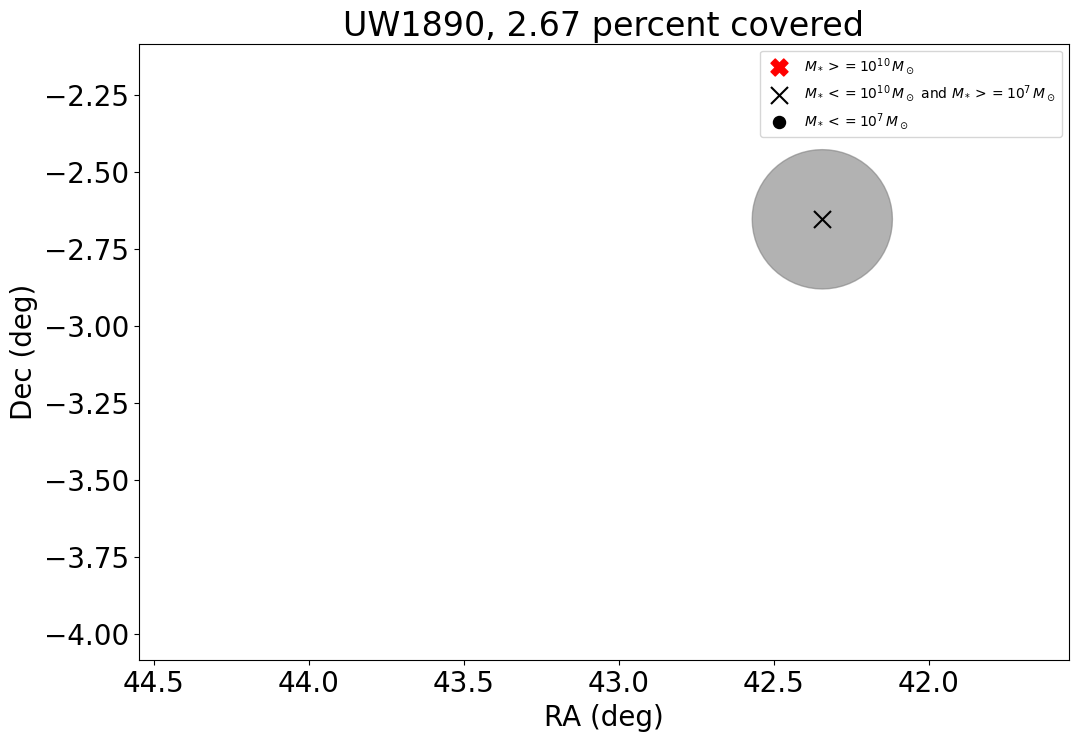 UW1890, 2.67 percent covered
M* >= 10^10 M⊙
M* <= 10^10 M⊙ and M* >= 10^7 M⊙
M* <= 10^7 M⊙
−2.25
−2.50
−2.75
−3.00
−3.25
−3.50
−3.75
−4.00
Dec (deg)
44.5 44.0 43.5 43.0 42.5 42.0
RA (deg)